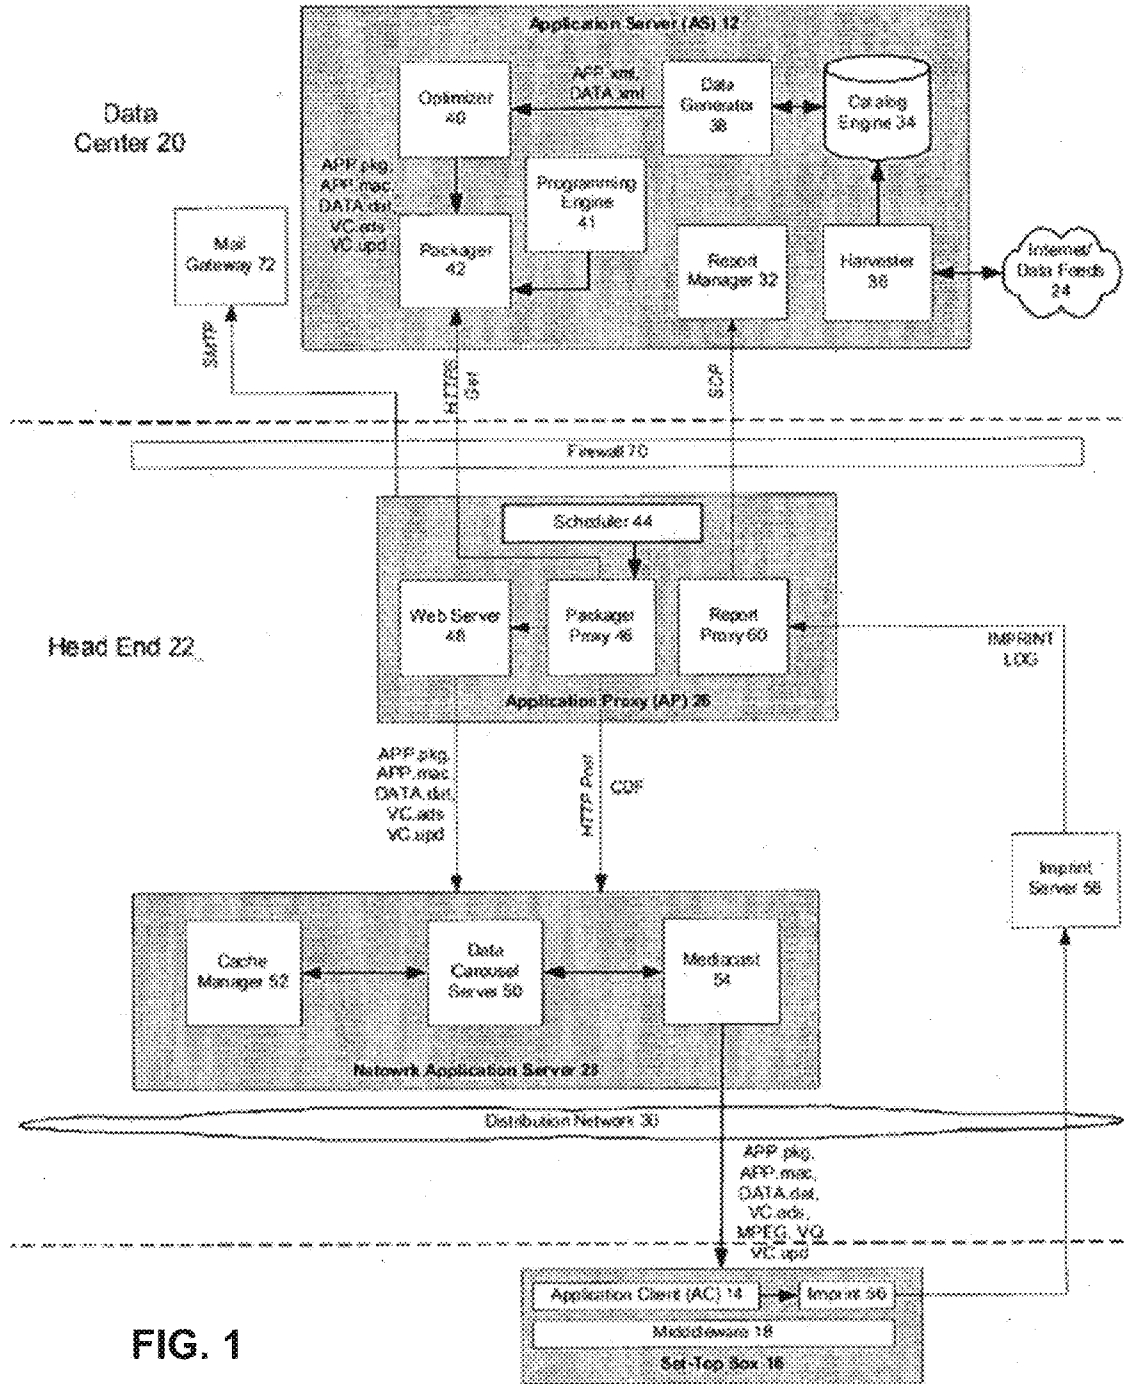 Application Server (AS) 12
Data
Center 20
Optimizer
40
APP.xml,
DATA.xml
Data
Generator
38
Catalog
Engine 34
APP.pkg,
APP.mac,
DATA.dat,
VC.ads
VC.upd
Programming
Engine
41
Packager
42
Report
Manager 32
Harvester
36
Internet/
Data Feeds
24
Mail
Gateway 72
SMTP
HTTPS
Get
SCP
Firewall 70
Scheduler 44
Head End 22
Web Server
48
Packager
Proxy 46
Report
Proxy 60
IMPRINT
LOG
Application Proxy (AP) 26
APP.pkg,
APP.mac,
DATA.dat,
VC.ads
VC.upd
HTTP Post
CDF
Imprint
Server 58
Cache
Manager 52
Data
Carousel
Server 50
Mediacast
54
Netowrk Application Server 28
Distribution Network 30
APP.pkg,
APP.mac,
DATA.dat,
VC.ads,
MPEG, VQ
VC.upd
Application Client (AC) 14
Imprint 56
Middleware 18
Set-Top Box 16
FIG. 1